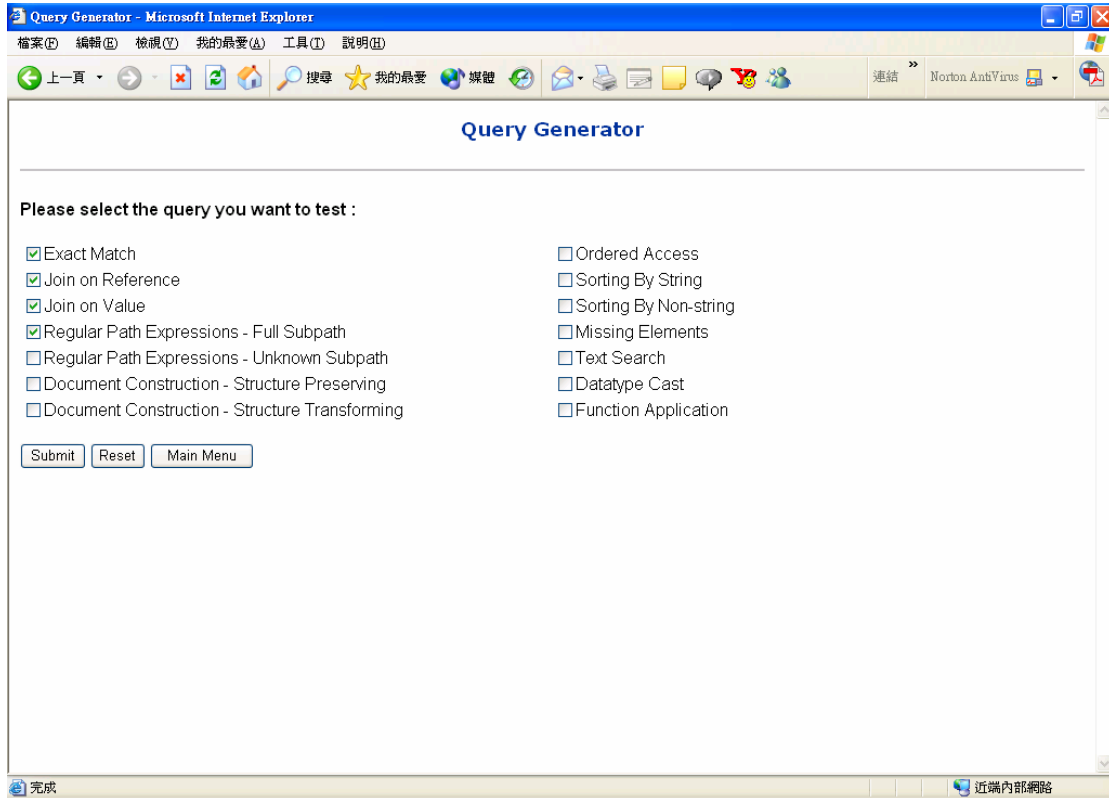 Query Generator - Microsoft Internet Explorer
檔案(F) 編輯(E) 檢視(V) 我的最愛(A) 工具(T) 說明(H)
上一頁 搜尋 我的最愛 媒體 連結 » Norton AntiVirus
Query Generator
Please select the query you want to test :
Exact Match
Join on Reference
Join on Value
Regular Path Expressions - Full Subpath
Regular Path Expressions - Unknown Subpath
Document Construction - Structure Preserving
Document Construction - Structure Transforming
Ordered Access
Sorting By String
Sorting By Non-string
Missing Elements
Text Search
Datatype Cast
Function Application
Submit Reset Main Menu
完成 近端內部網路